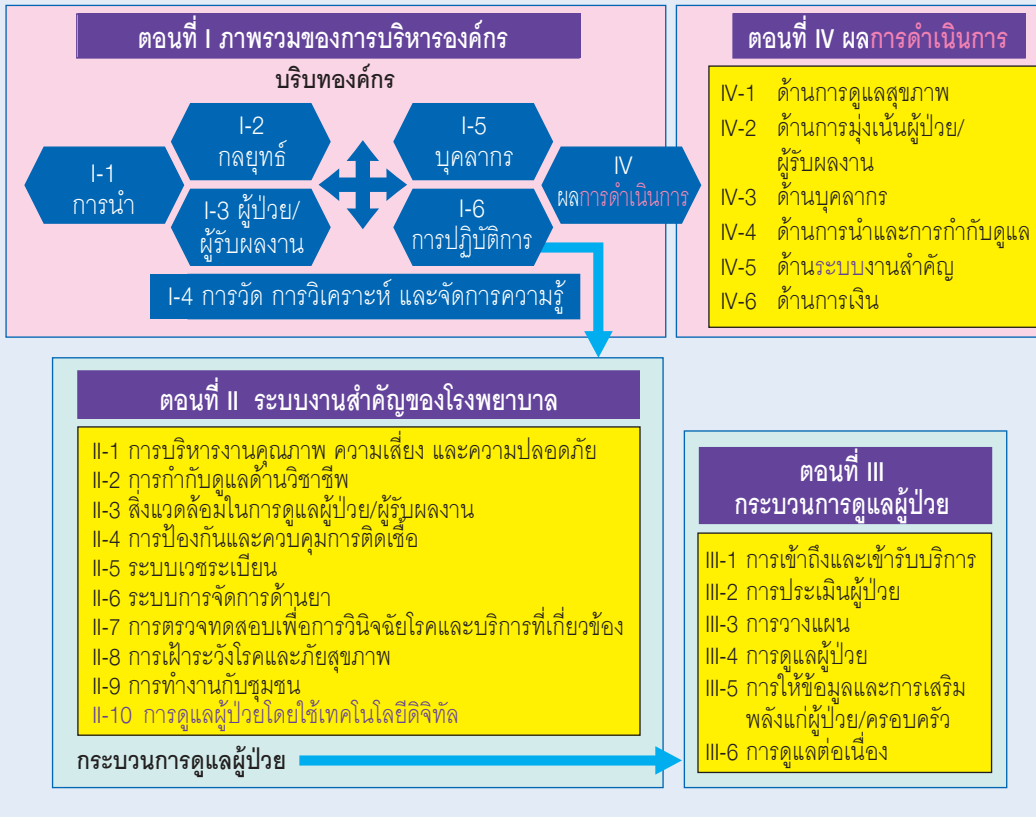 ตอนที่ I ภาพรวมของการบริหารองค์กร
บริบทองค์กร
I-1
การนำ
I-2
กลยุทธ์
I-3 ผู้ป่วย/
ผู้รับผลงาน
I-5
บุคลากร
I-6
การปฏิบัติการ
IV
ผลการดำเนินการ
I-4 การวัด การวิเคราะห์ และจัดการความรู้
ตอนที่ IV ผลการดำเนินการ
IV-1 ด้านการดูแลสุขภาพ
IV-2 ด้านการมุ่งเน้นผู้ป่วย/
ผู้รับผลงาน
IV-3 ด้านบุคลากร
IV-4 ด้านการนำและการกำกับดูแล
IV-5 ด้านระบบงานสำคัญ
IV-6 ด้านการเงิน
ตอนที่ II ระบบงานสำคัญของโรงพยาบาล
II-1 การบริหารงานคุณภาพ ความเสี่ยง และความปลอดภัย
II-2 การกำกับดูแลด้านวิชาชีพ
II-3 สิ่งแวดล้อมในการดูแลผู้ป่วย/ผู้รับผลงาน
II-4 การป้องกันและควบคุมการติดเชื้อ
II-5 ระบบเวชระเบียน
II-6 ระบบการจัดการด้านยา
II-7 การตรวจทดสอบเพื่อการวินิจฉัยโรคและบริการที่เกี่ยวข้อง
II-8 การเฝ้าระวังโรคและภัยสุขภาพ
II-9 การทำงานกับชุมชน
II-10 การดูแลผู้ป่วยโดยใช้เทคโนโลยีดิจิทัล
กระบวนการดูแลผู้ป่วย
ตอนที่ III
กระบวนการดูแลผู้ป่วย
III-1 การเข้าถึงและเข้ารับบริการ
III-2 การประเมินผู้ป่วย
III-3 การวางแผน
III-4 การดูแลผู้ป่วย
III-5 การให้ข้อมูลและการเสริม
พลังแก่ผู้ป่วย/ครอบครัว
III-6 การดูแลต่อเนื่อง